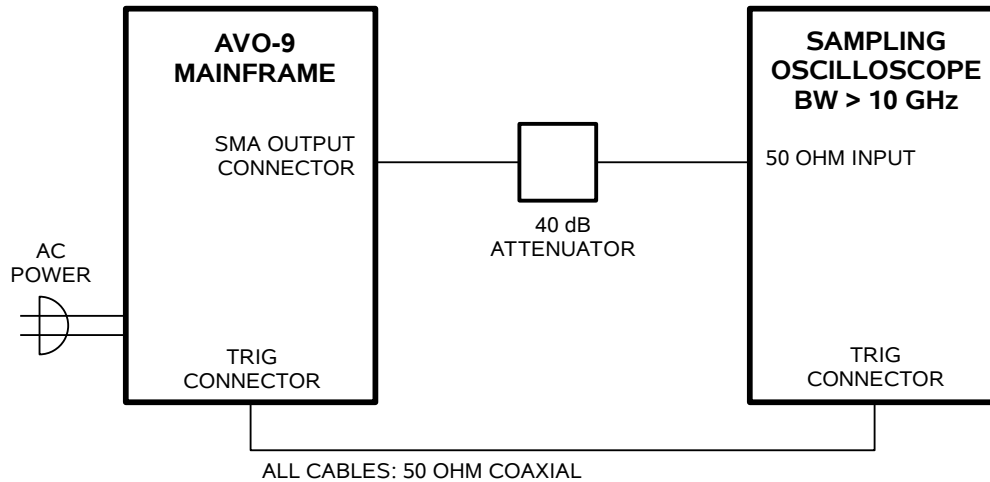 AVO-9
MAINFRAME
SMA OUTPUT
CONNECTOR
AC
POWER
TRIG
CONNECTOR
40 dB
ATTENUATOR
SAMPLING
OSCILLOSCOPE
BW > 10 GHz
50 OHM INPUT
TRIG
CONNECTOR
ALL CABLES: 50 OHM COAXIAL